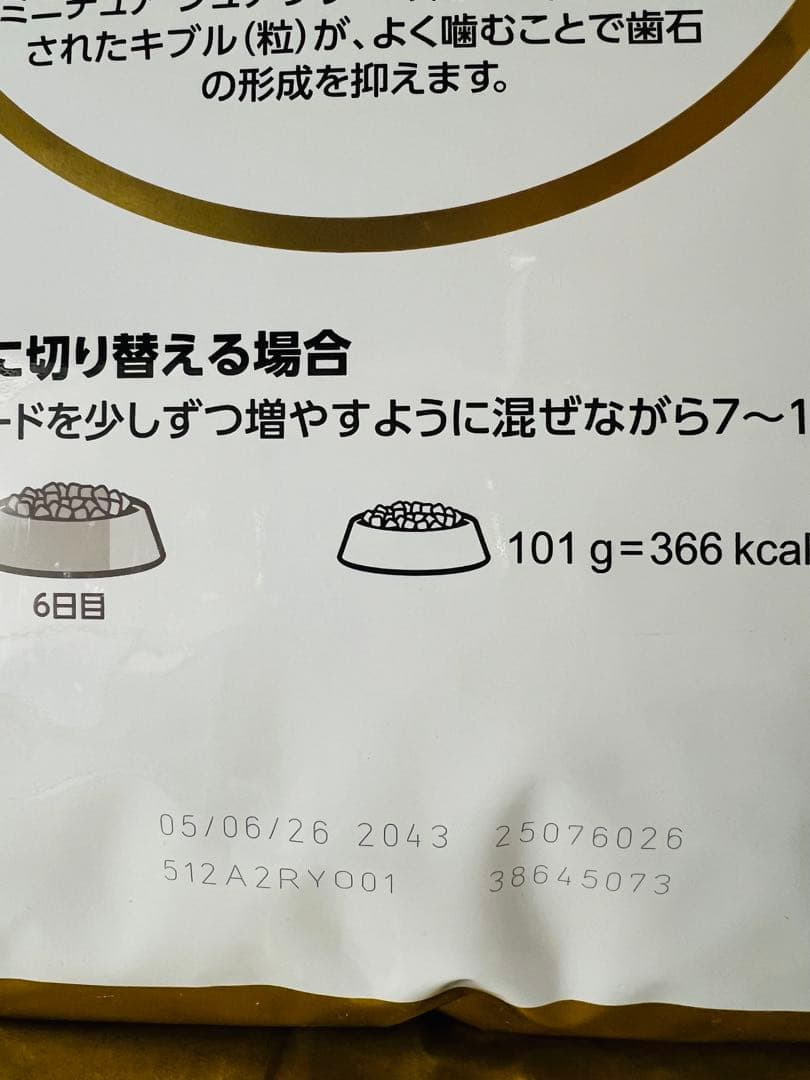 されたキブル(粒)が、よく噛むことで歯石
の形成を抑えます。
に切り替える場合
ードを少しずつ増やすように混ぜながら7〜1
6日目
101 g=366 kcal
05/06/26 2043 25076026
512A2RY001 38645073